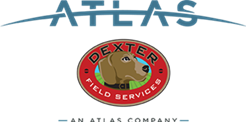 ATLAS
DEXTER
FIELD SERVICES
AN ATLAS COMPANY